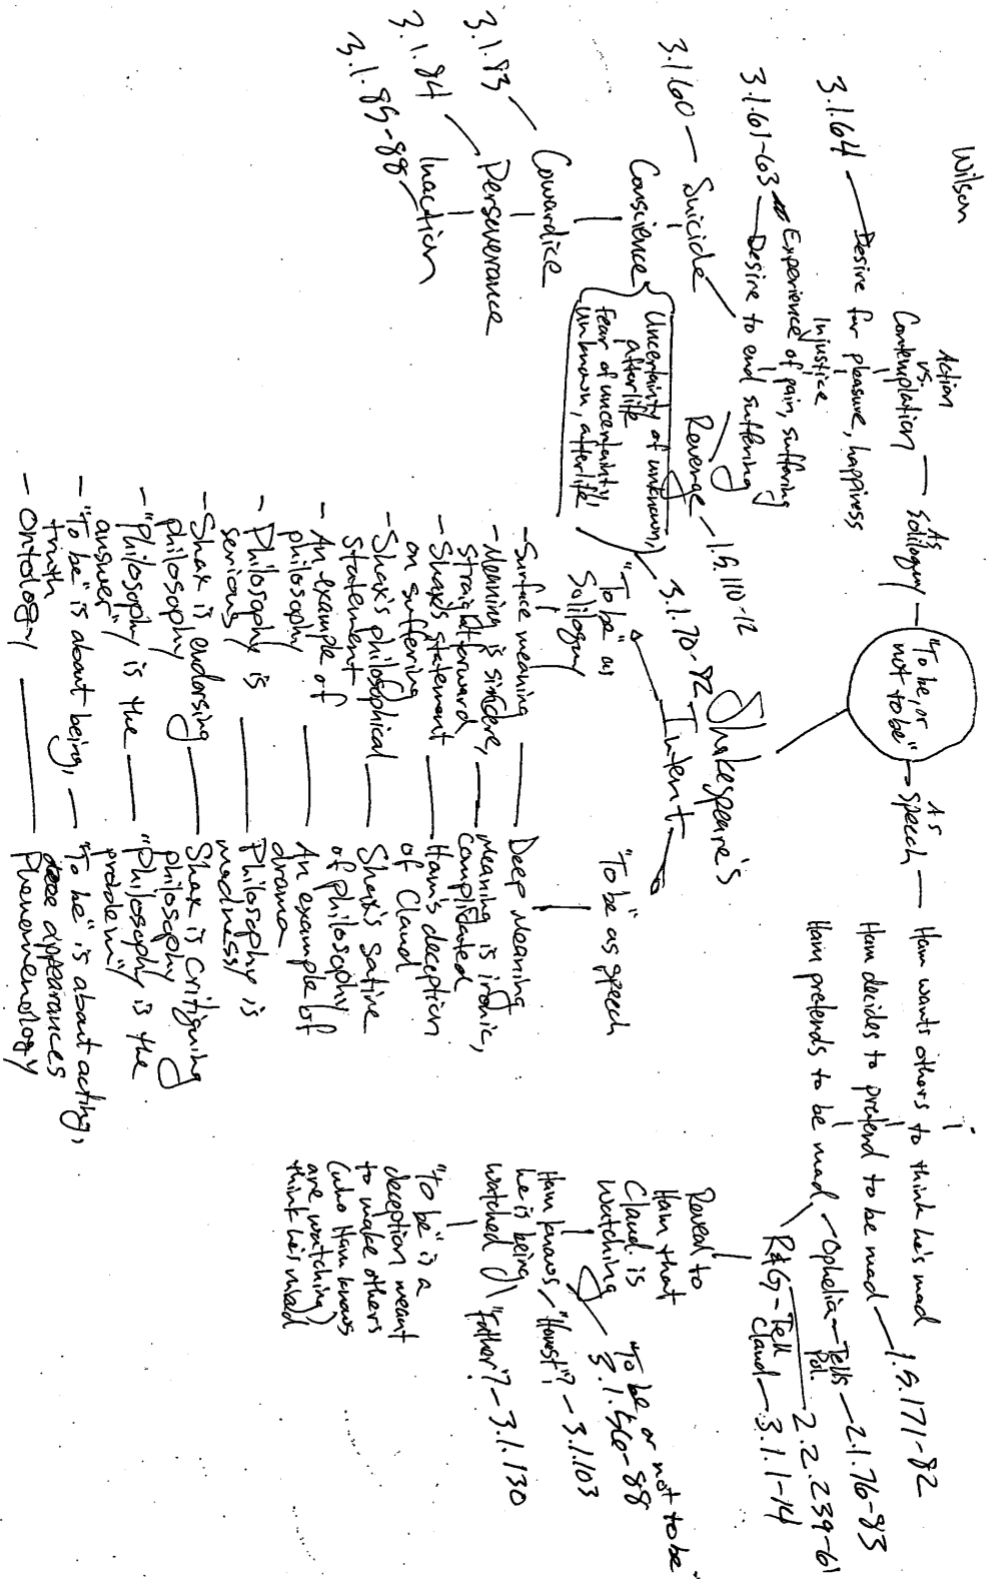 Wilson
Action
vs.
Contemplation
As
Soliloquy
"To be, or
not to be"
As
speech
3.1.64
Desire for pleasure, happiness
Injustice
Experience of pain, suffering
3.1.61-63
Desire to end suffering
3.1.60
Suicide
Revenge
1.5.110-12
Conscience
Uncertainty of unknown,
afterlife
fear of uncertainty,
unknown, afterlife
3.1.70-82
3.1.83
Cowardice
3.1.84
Perseverance
3.1.85-88
Inaction
Shakespeare's
Intent
"To be" as
Soliloquy
- Surface meaning
- Meaning is sincere,
straightforward
- Shax's statement
on suffering
- Shax's philosophical
statement
- An example of
philosophy
- Philosophy is
serious
- Shax is endorsing
philosophy
- "Philosophy is the
answer"
- "To be" is about being,
truth
- Ontology
"To be" as speech
Deep Meaning
Meaning is ironic,
complicated
Ham's deception
of Claud
Shax's satire
of philosophy
An example of
drama
Philosophy is
madness
Shax is critiquing
philosophy
"Philosophy is the
problem"
"To be" is about acting,
appearances
Phenomenology
Ham wants others to think he's mad
Ham decides to pretend to be mad
1.5.171-82
Ham pretends to be mad
Ophelia
Tells
Pol.
2.1.76-83
R&G
2.2.239-61
Tell
Claud
3.1.1-14
Reveal to
Ham that
Claud. is
watching
"To be or not to be"
3.1.56-88
Ham knows
he is being
watched
"Honest"?
3.1.103
"Father"?
3.1.130
"To be" is a
deception meant
to make others
(who Ham knows
are watching)
think he's mad